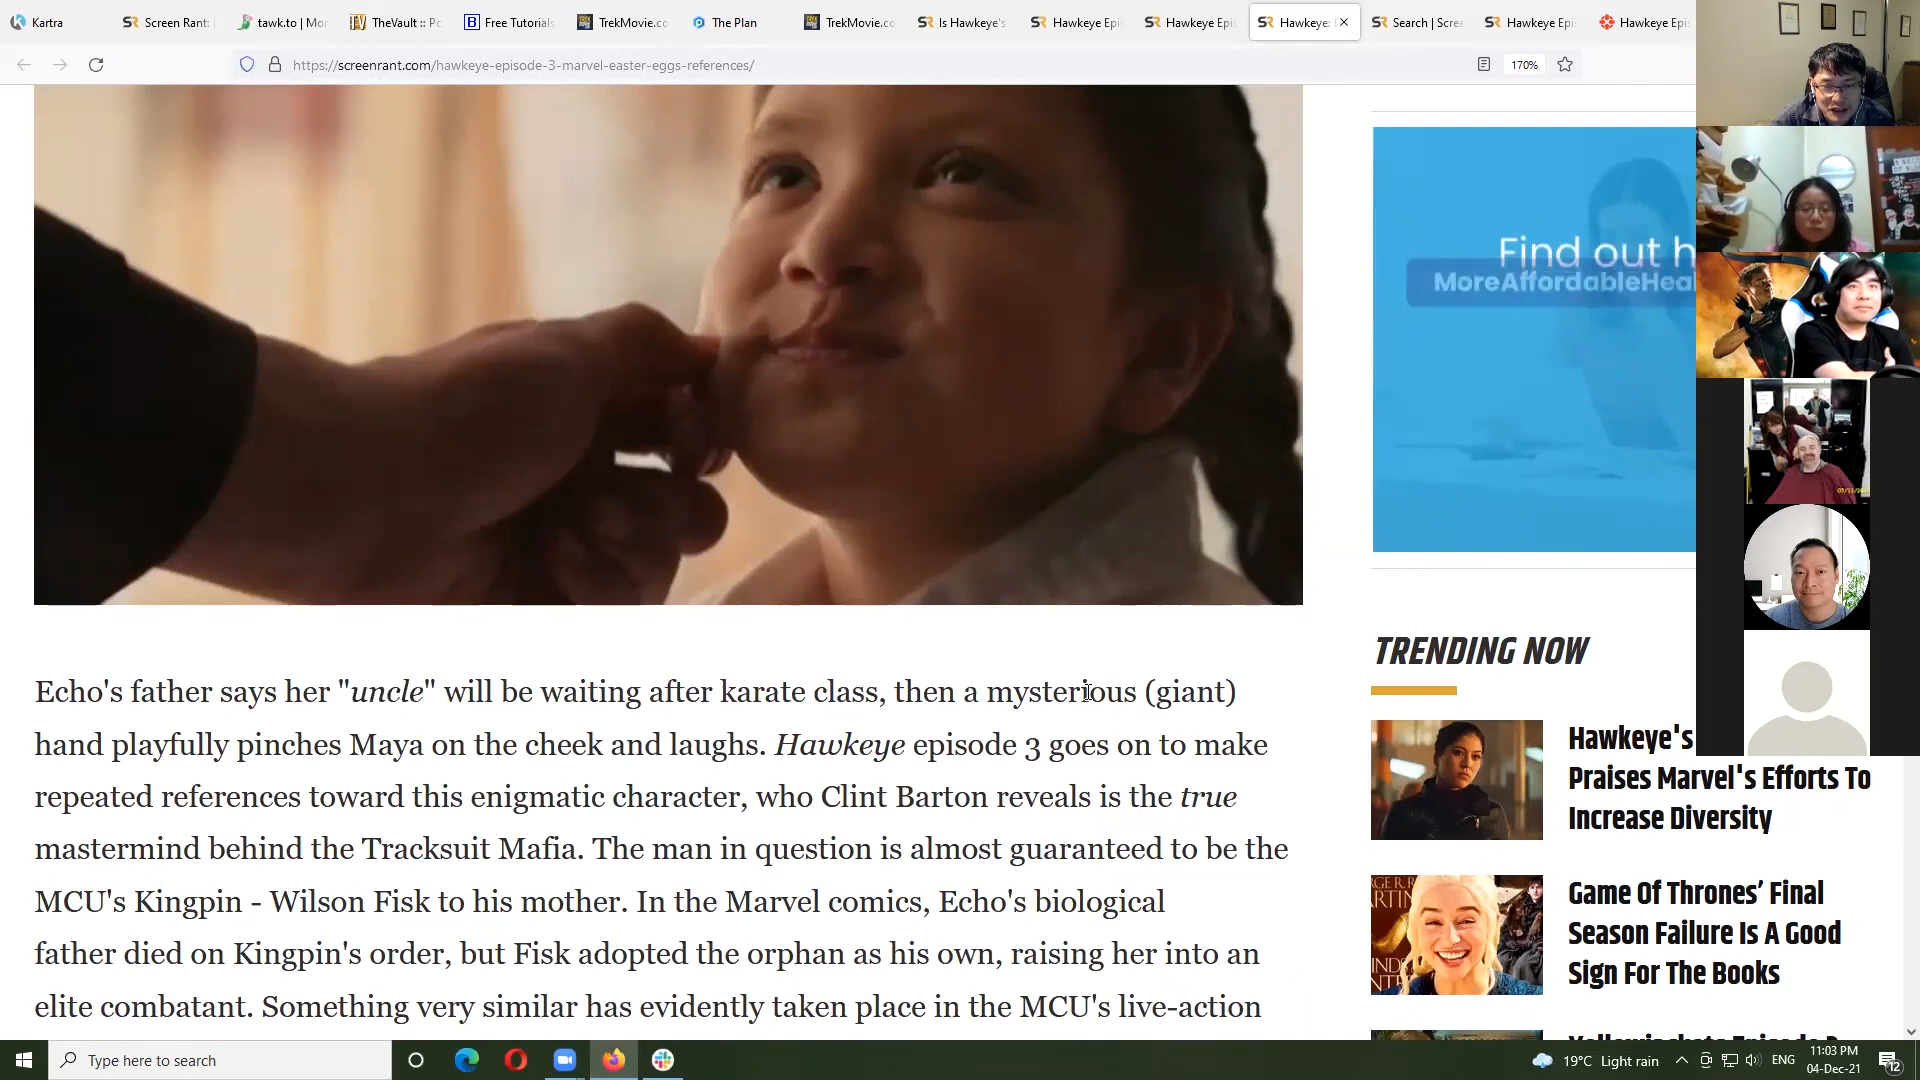 Kartra
Screen Rant:
tawk.to | Mor
TheVault :: Po
Free Tutorials
TrekMovie.co
The Plan
TrekMovie.co
Is Hawkeye's
Hawkeye Epi
Hawkeye Epi
Hawkeye:
Search | Scree
Hawkeye Epi
Hawkeye Epi
https://screenrant.com/hawkeye-episode-3-marvel-easter-eggs-references/
170%
Find out h
MoreAffordableHeal
Echo's father says her "uncle" will be waiting after karate class, then a mysterious (giant)
hand playfully pinches Maya on the cheek and laughs. Hawkeye episode 3 goes on to make
repeated references toward this enigmatic character, who Clint Barton reveals is the true
mastermind behind the Tracksuit Mafia. The man in question is almost guaranteed to be the
MCU's Kingpin - Wilson Fisk to his mother. In the Marvel comics, Echo's biological
father died on Kingpin's order, but Fisk adopted the orphan as his own, raising her into an
elite combatant. Something very similar has evidently taken place in the MCU's live-action
TRENDING NOW
Hawkeye's
Praises Marvel's Efforts To
Increase Diversity
Game Of Thrones' Final
Season Failure Is A Good
Sign For The Books
Type here to search
19°C Light rain
ENG
11:03 PM
04-Dec-21
12